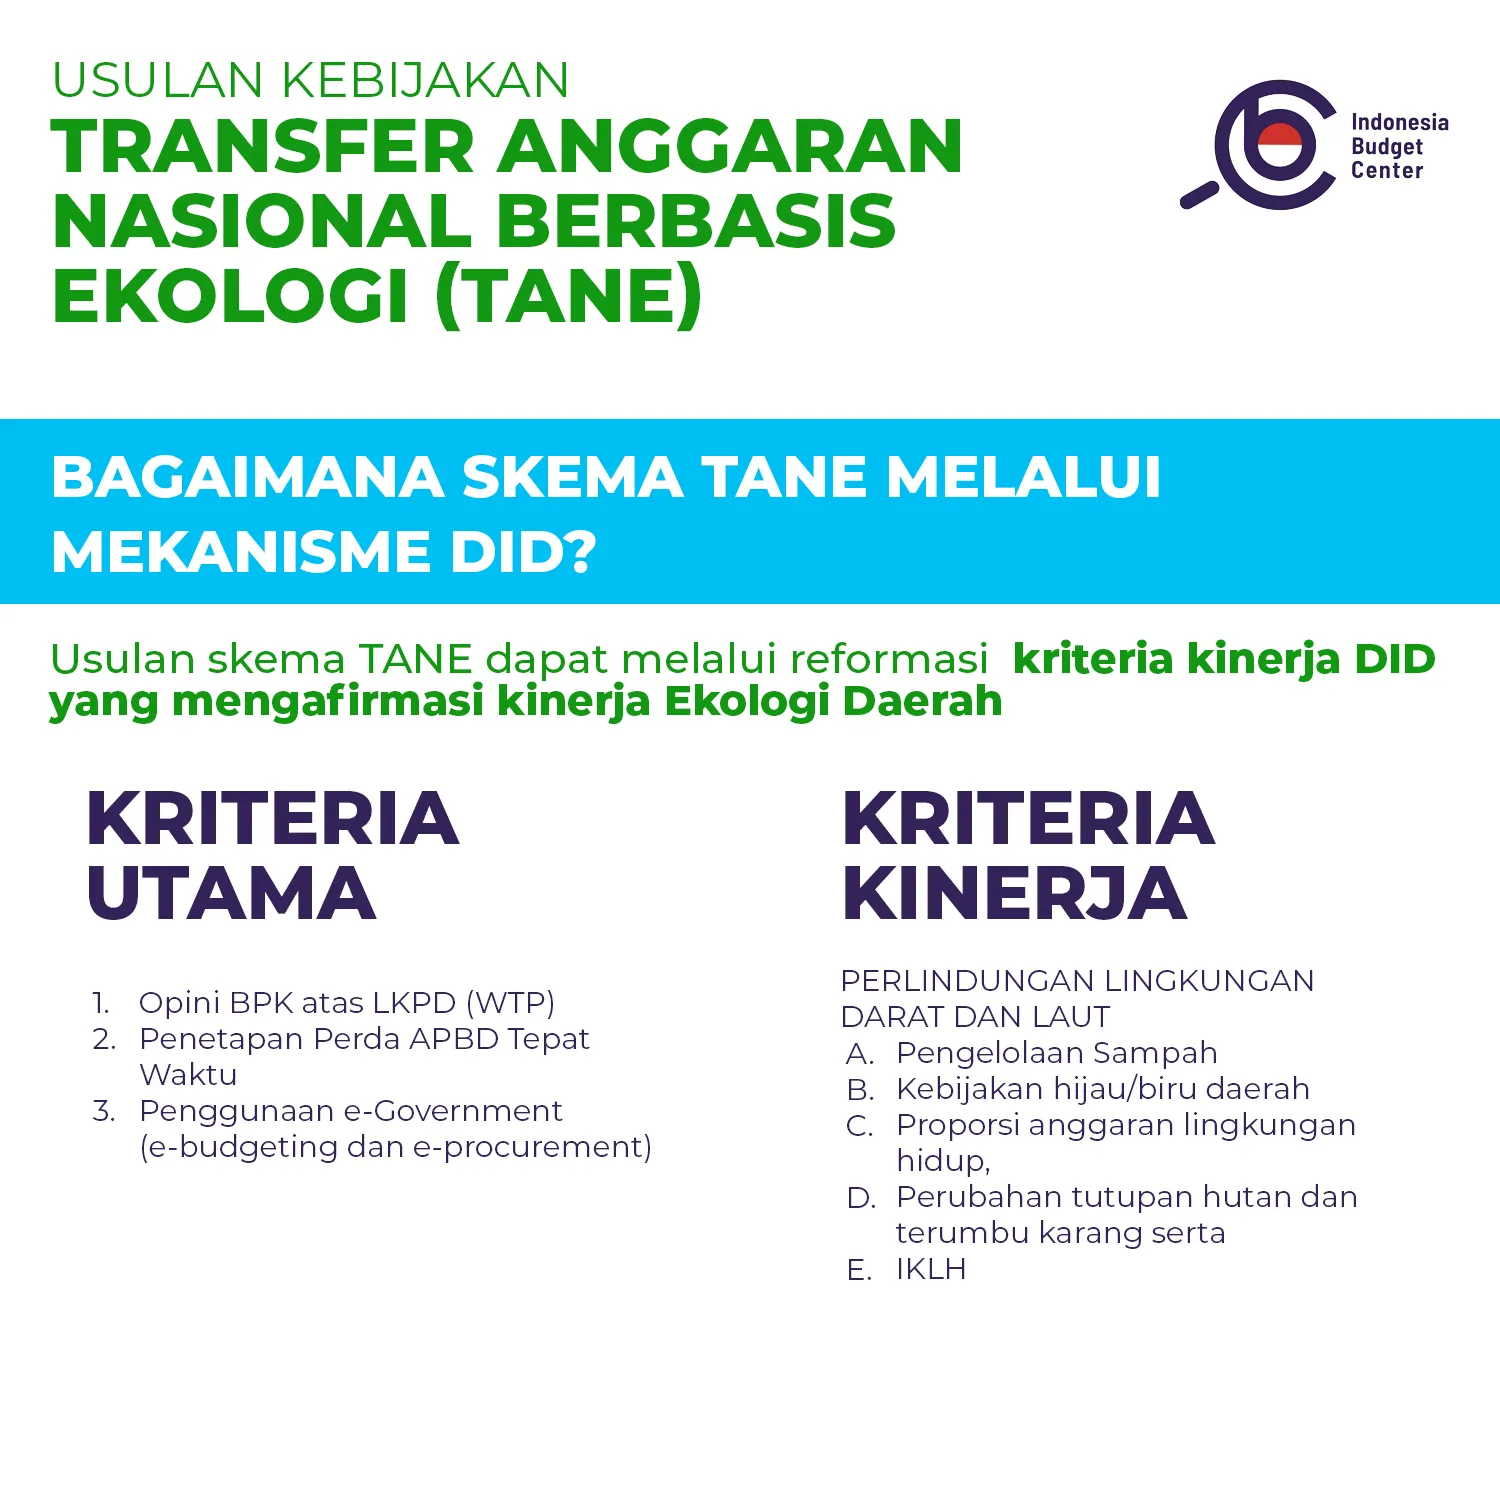 USULAN KEBIJAKAN
TRANSFER ANGGARAN
NASIONAL BERBASIS
EKOLOGI (TANE)
Indonesia
Budget
Center
BAGAIMANA SKEMA TANE MELALUI
MEKANISME DID?
Usulan skema TANE dapat melalui reformasi kriteria kinerja DID
yang mengafirmasi kinerja Ekologi Daerah
KRITERIA
UTAMA
1. Opini BPK atas LKPD (WTP)
2. Penetapan Perda APBD Tepat
Waktu
3. Penggunaan e-Government
(e-budgeting dan e-procurement)
KRITERIA
KINERJA
PERLINDUNGAN LINGKUNGAN
DARAT DAN LAUT
A. Pengelolaan Sampah
B. Kebijakan hijau/biru daerah
C. Proporsi anggaran lingkungan
hidup,
D. Perubahan tutupan hutan dan
terumbu karang serta
E. IKLH